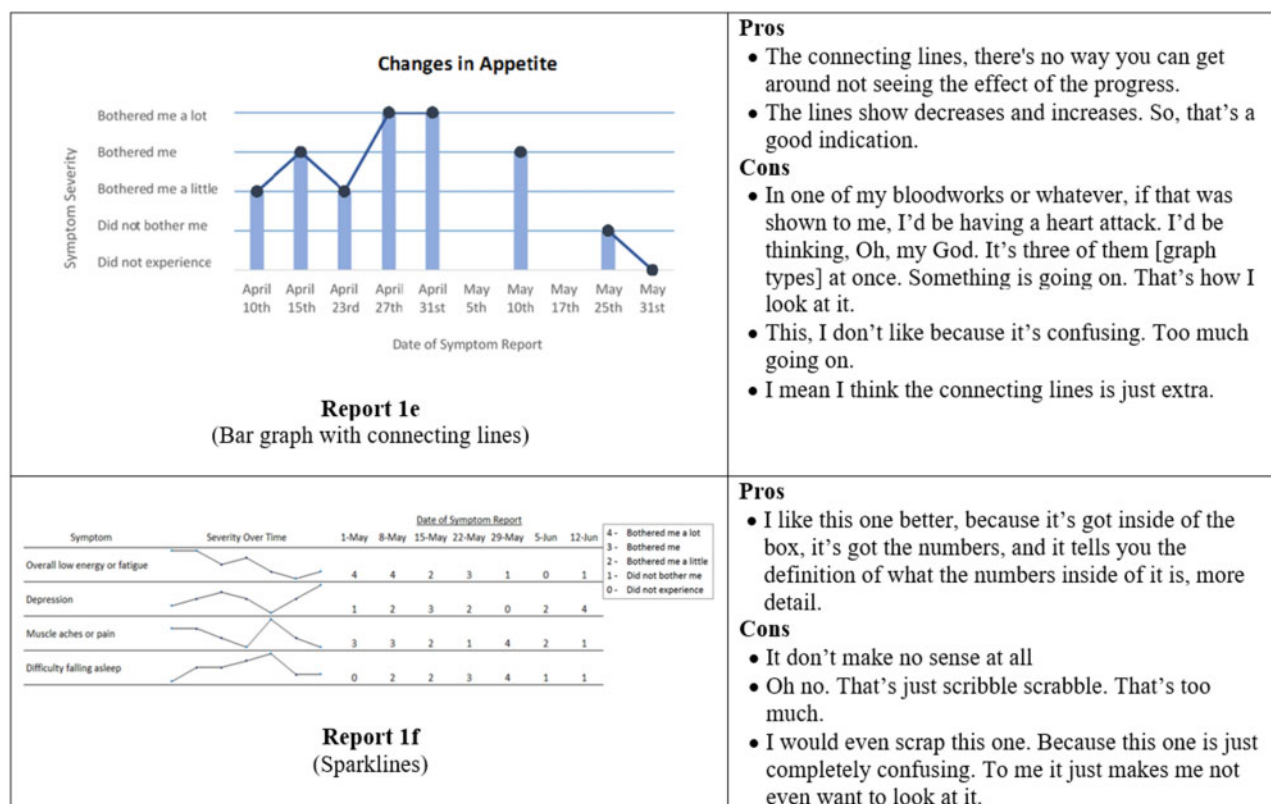 Changes in Appetite
Symptom Severity
Bothered me a lot
Bothered me
Bothered me a little
Did not bother me
Did not experience
April 10th April 15th April 23rd April 27th April 31st May 5th May 10th May 17th May 25th May 31st
Date of Symptom Report
Report 1e
(Bar graph with connecting lines)
Pros
• The connecting lines, there's no way you can get
around not seeing the effect of the progress.
• The lines show decreases and increases. So, that's a
good indication.
Cons
• In one of my bloodworks or whatever, if that was
shown to me, I'd be having a heart attack. I'd be
thinking, Oh, my God. It's three of them [graph
types] at once. Something is going on. That's how I
look at it.
• This, I don't like because it's confusing. Too much
going on.
• I mean I think the connecting lines is just extra.
Date of Symptom Report
Symptom Severity Over Time 1-May 8-May 15-May 22-May 29-May 5-Jun 12-Jun
Overall low energy or fatigue 4 4 2 3 1 0 1
Depression 1 2 3 2 0 2 4
Muscle aches or pain 3 3 2 1 4 2 1
Difficulty falling asleep 0 2 2 3 4 1 1
4 - Bothered me a lot
3 - Bothered me
2 - Bothered me a little
1 - Did not bother me
0 - Did not experience
Report 1f
(Sparklines)
Pros
• I like this one better, because it's got inside of the
box, it's got the numbers, and it tells you the
definition of what the numbers inside of it is, more
detail.
Cons
• It don't make no sense at all
• Oh no. That's just scribble scrabble. That's too
much.
• I would even scrap this one. Because this one is just
completely confusing. To me it just makes me not
even want to look at it.